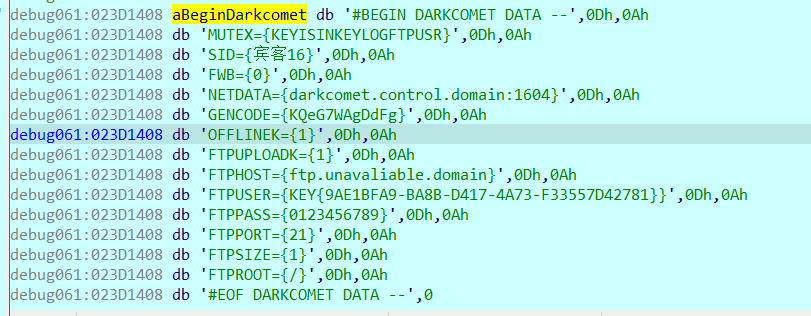 debug061:023D1408 aBeginDarkcomet db '#BEGIN DARKCOMET DATA --',0Dh,0Ah
debug061:023D1408 db 'MUTEX={KEYISINKEYLOGFTPUSR}',0Dh,0Ah
debug061:023D1408 db 'SID={宾客16}',0Dh,0Ah
debug061:023D1408 db 'FWB={0}',0Dh,0Ah
debug061:023D1408 db 'NETDATA={darkcomet.control.domain:1604}',0Dh,0Ah
debug061:023D1408 db 'GENCODE={KQeG7WAgDdFg}',0Dh,0Ah
debug061:023D1408 db 'OFFLINEK={1}',0Dh,0Ah
debug061:023D1408 db 'FTPUPLOADK={1}',0Dh,0Ah
debug061:023D1408 db 'FTPHOST={ftp.unavaliable.domain}',0Dh,0Ah
debug061:023D1408 db 'FTPUSER={KEY{9AE1BFA9-BA8B-D417-4A73-F33557D42781}}',0Dh,0Ah
debug061:023D1408 db 'FTPPASS={0123456789}',0Dh,0Ah
debug061:023D1408 db 'FTPPORT={21}',0Dh,0Ah
debug061:023D1408 db 'FTPSIZE={1}',0Dh,0Ah
debug061:023D1408 db 'FTPROOT={/}',0Dh,0Ah
debug061:023D1408 db '#EOF DARKCOMET DATA --',0